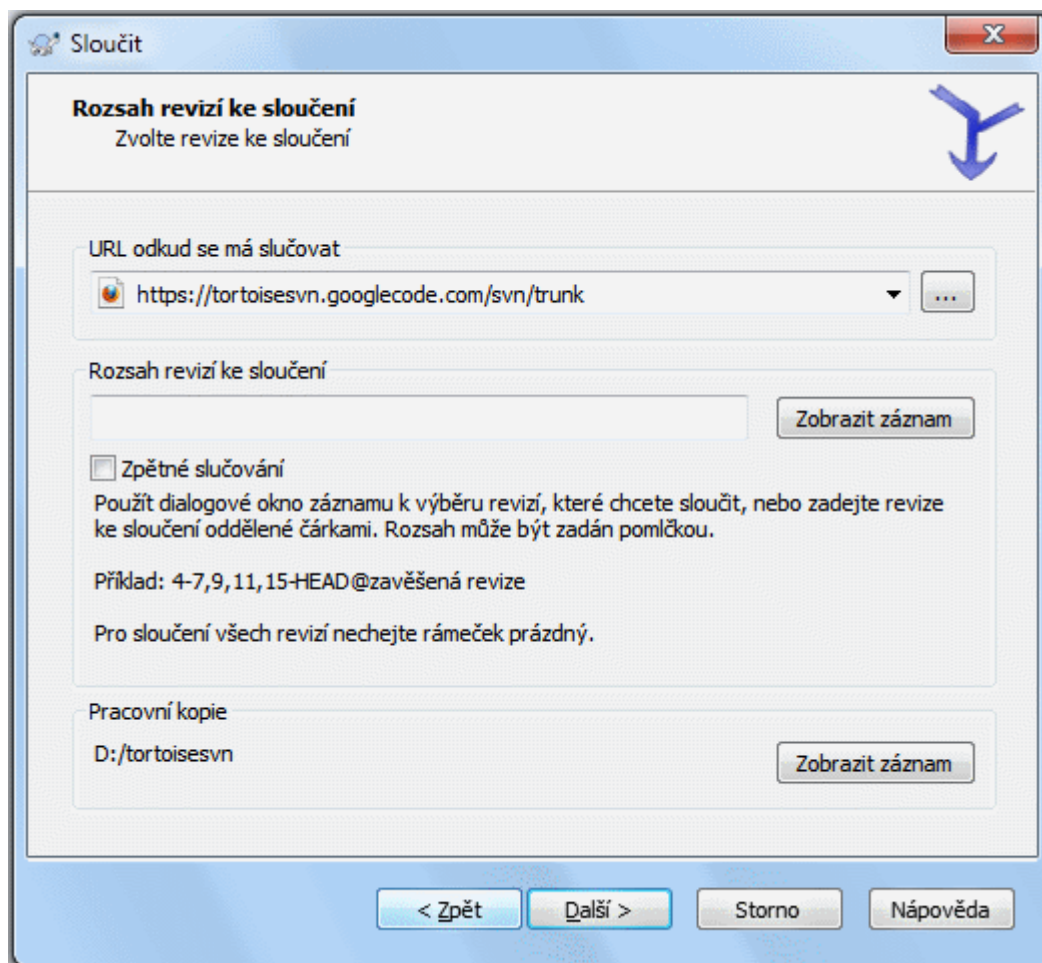 Sloučit
Rozsah revizí ke sloučení
Zvolte revize ke sloučení
URL odkud se má slučovat
https://tortoisesvn.googlecode.com/svn/trunk
...
Rozsah revizí ke sloučení
Zobrazit záznam
Zpětné slučování
Použít dialogové okno záznamu k výběru revizí, které chcete sloučit, nebo zadejte revize
ke sloučení oddělené čárkami. Rozsah může být zadán pomlčkou.
Příklad: 4-7,9,11,15-HEAD@zavěšená revize
Pro sloučení všech revizí nechejte rámeček prázdný.
Pracovní kopie
D:/tortoisesvn
Zobrazit záznam
< Zpět
Další >
Storno
Nápověda